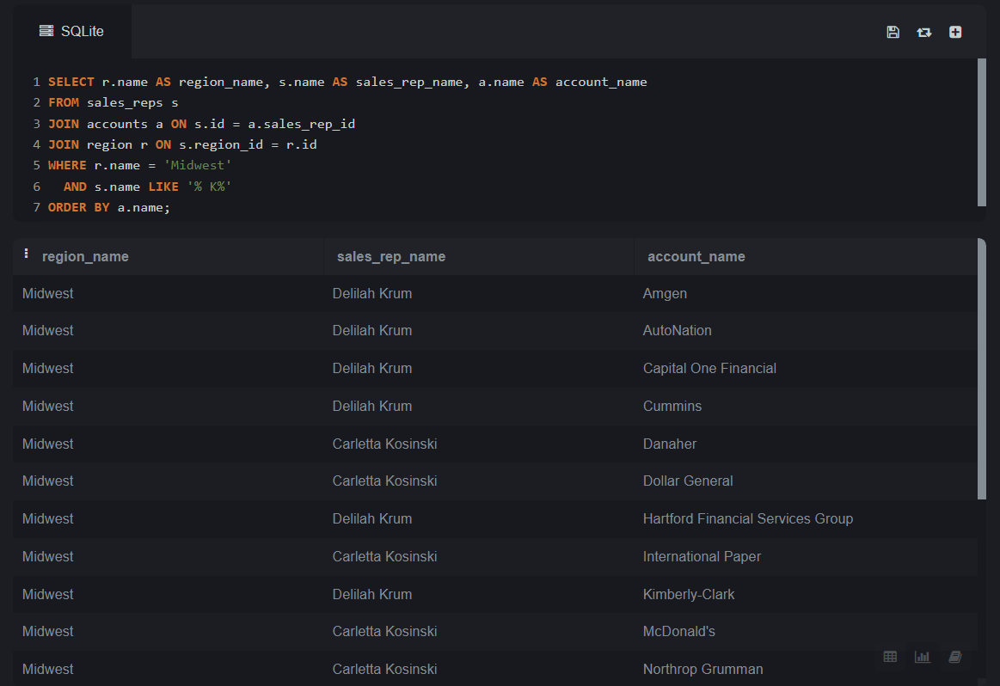 SQLite
1 SELECT r.name AS region_name, s.name AS sales_rep_name, a.name AS account_name
2 FROM sales_reps s
3 JOIN accounts a ON s.id = a.sales_rep_id
4 JOIN region r ON s.region_id = r.id
5 WHERE r.name = 'Midwest'
6   AND s.name LIKE '% K%'
7 ORDER BY a.name;
region_name sales_rep_name account_name
Midwest Delilah Krum Amgen
Midwest Delilah Krum AutoNation
Midwest Delilah Krum Capital One Financial
Midwest Delilah Krum Cummins
Midwest Carletta Kosinski Danaher
Midwest Carletta Kosinski Dollar General
Midwest Delilah Krum Hartford Financial Services Group
Midwest Carletta Kosinski International Paper
Midwest Delilah Krum Kimberly-Clark
Midwest Carletta Kosinski McDonald's
Midwest Carletta Kosinski Northrop Grumman